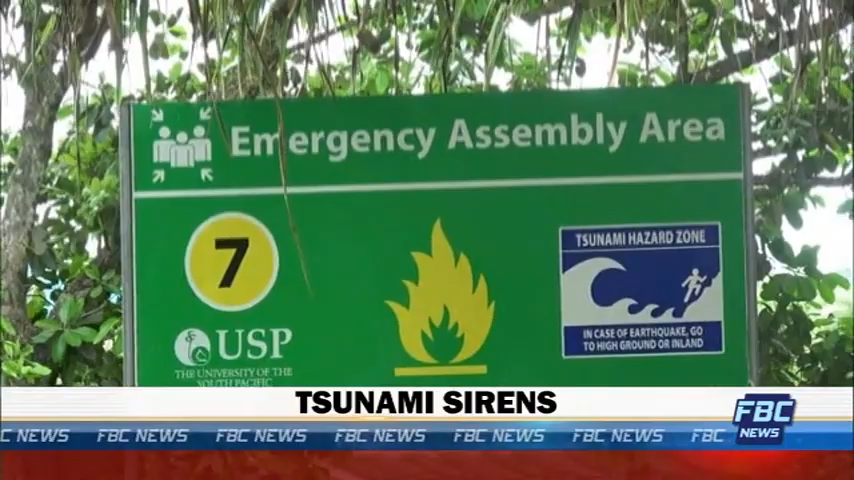 Emergency Assembly Area
7
TSUNAMI HAZARD ZONE
IN CASE OF EARTHQUAKE, GO
TO HIGH GROUND OR INLAND
USP
THE UNIVERSITY OF THE
SOUTH PACIFIC
TSUNAMI SIRENS
FBC
NEWS
C NEWS FBC NEWS FBC NEWS FBC NEWS FBC NEWS FBC NEWS FBC